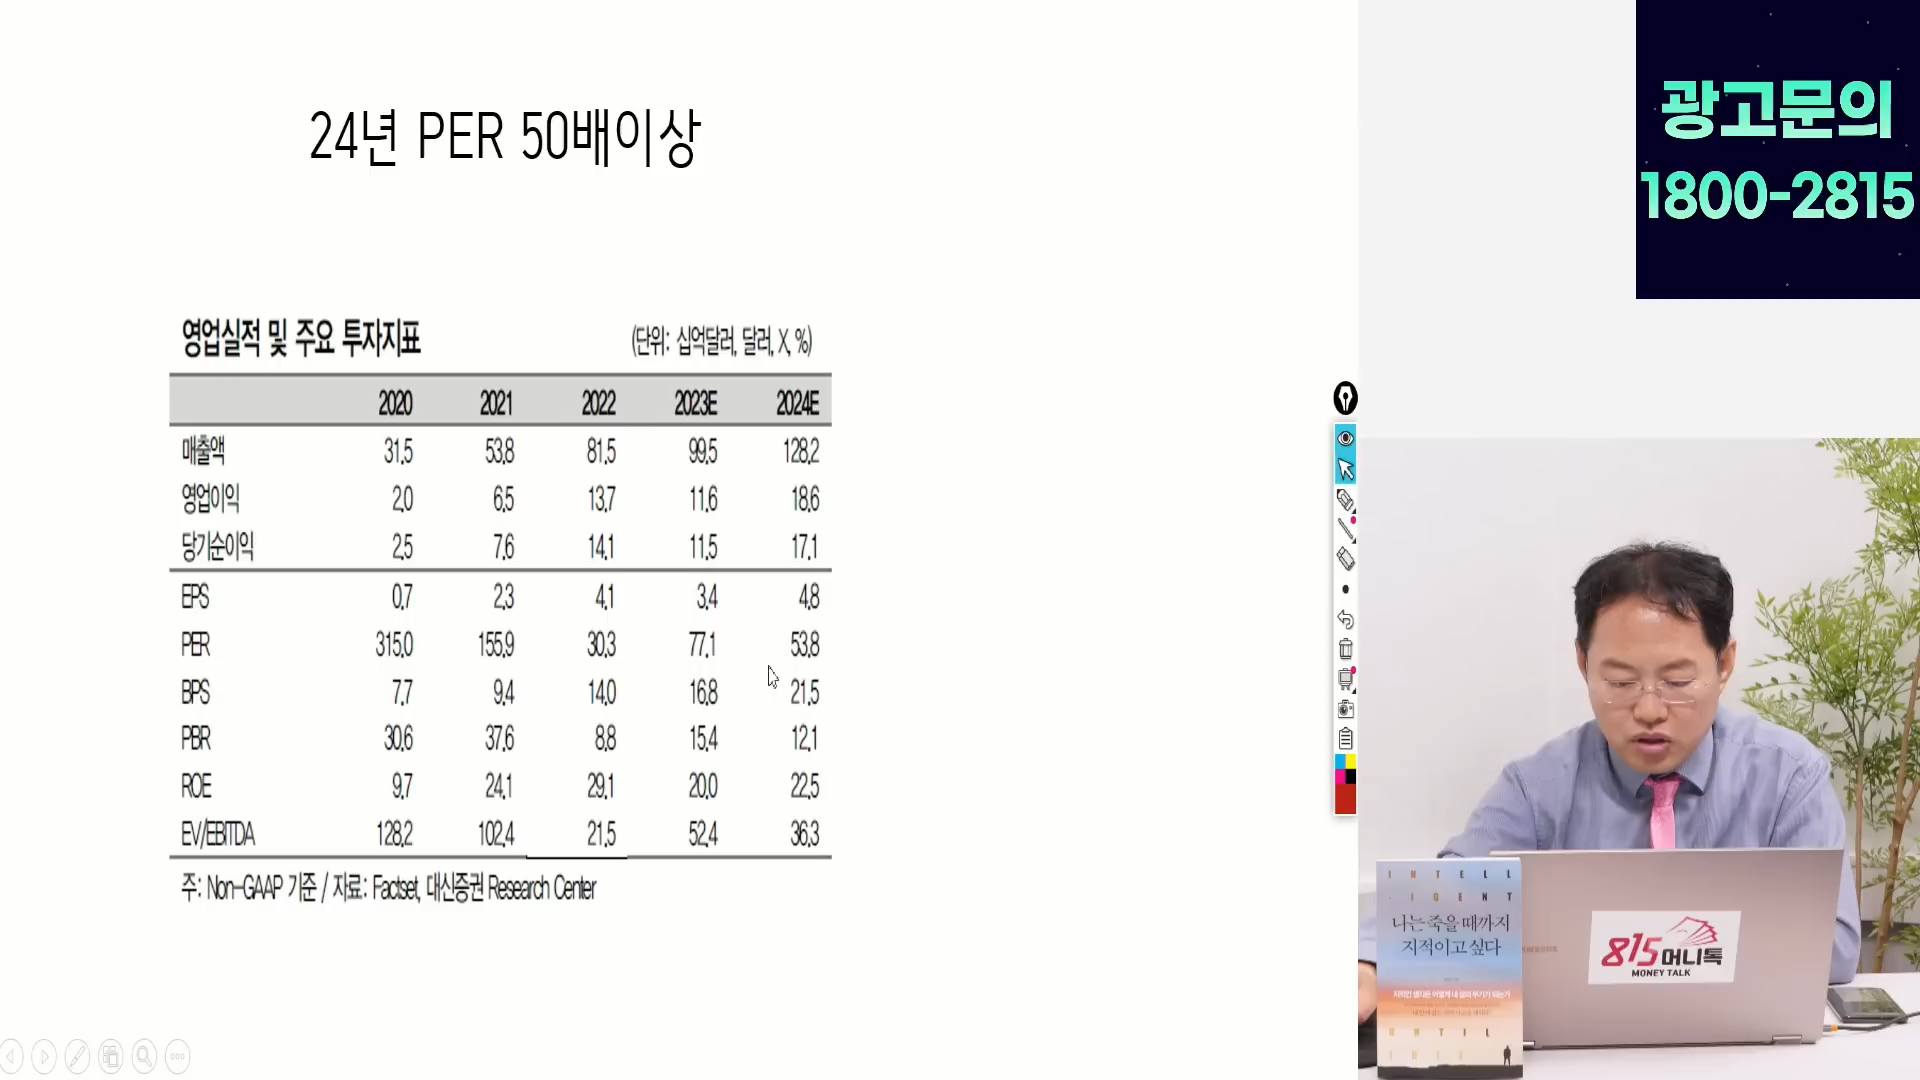 24년 PER 50배이상
영업실적 및 주요 투자지표 (단위: 십억달러, 달러, X, %)
2020 2021 2022 2023E 2024E
매출액 31.5 53.8 81.5 99.5 128.2
영업이익 2.0 6.5 13.7 11.6 18.6
당기순이익 2.5 7.6 14.1 11.5 17.1
EPS 0.7 2.3 4.1 3.4 4.8
PER 315.0 155.9 30.3 77.1 53.8
BPS 7.7 9.4 14.0 16.8 21.5
PBR 30.6 37.6 8.8 15.4 12.1
ROE 9.7 24.1 29.1 20.0 22.5
EV/EBITDA 128.2 102.4 21.5 52.4 36.3
주: Non-GAAP 기준 / 자료: Factset, 대신증권 Research Center
광고문의
1800-2815
INTELL
IGENT
나는 죽을 때까지
지적이고 싶다
UNTIL
815머니톡
MONEY TALK